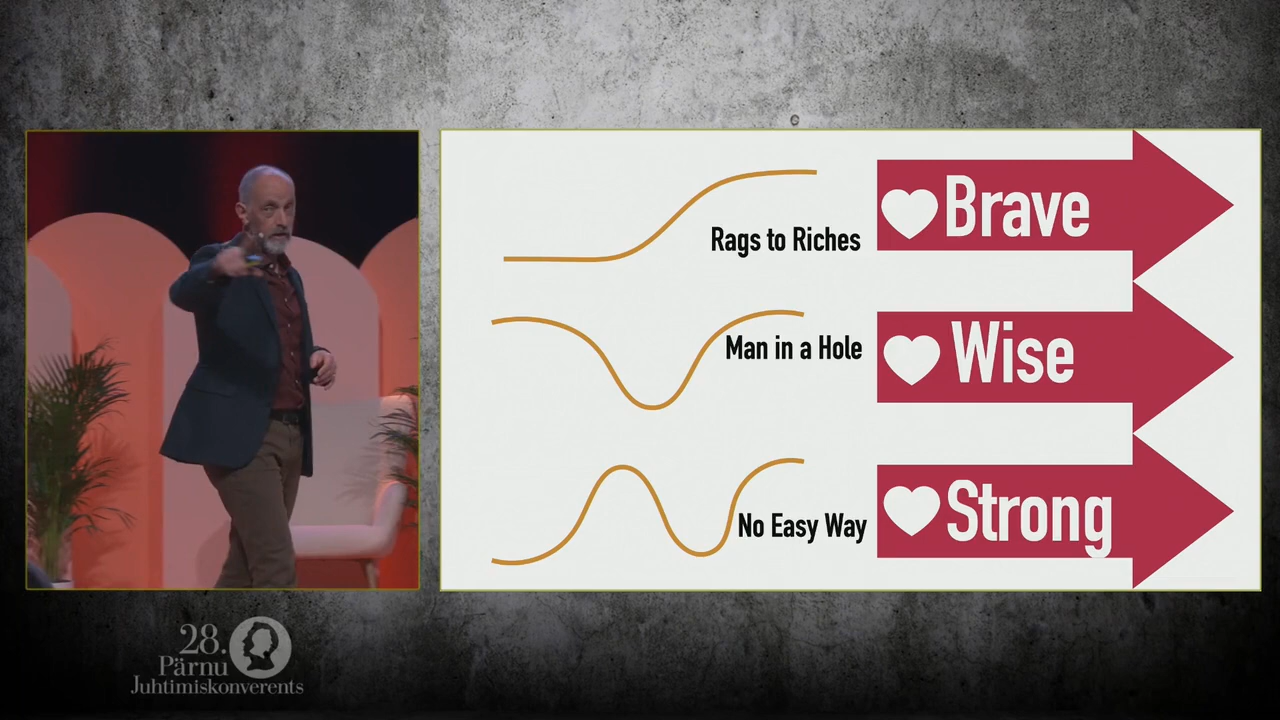 Rags to Riches
Brave
Man in a Hole
Wise
No Easy Way
Strong
28.
Pärnu
Juhtimiskonverents